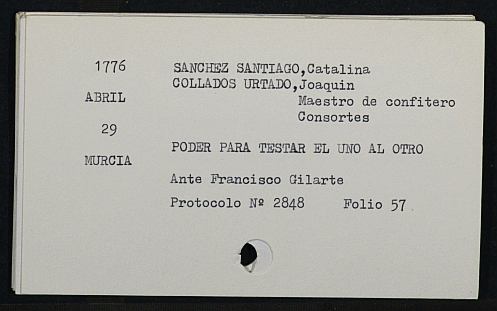 1776 SANCHEZ SANTIAGO,Catalina
COLLADOS URTADO,Joaquin
ABRIL Maestro de confitero
Consortes
29
PODER PARA TESTAR EL UNO AL OTRO
MURCIA
Ante Francisco Gilarte
Protocolo Nº 2848 Folio 57.